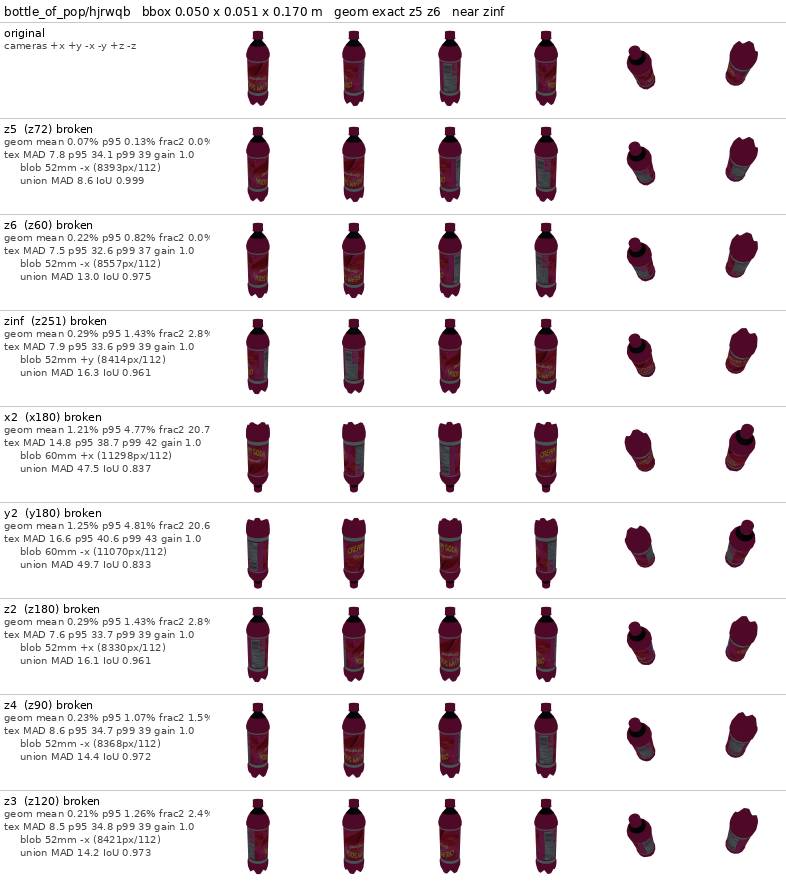 bottle_of_pop/hjrwqb bbox 0.050 x 0.051 x 0.170 m geom exact z5 z6 near zinf
original
cameras +x +y -x -y +z -z
z5 (z72) broken
geom mean 0.07% p95 0.13% frac2 0.0%
tex MAD 7.8 p95 34.1 p99 39 gain 1.0
blob 52mm -x (8393px/112)
union MAD 8.6 IoU 0.999
z6 (z60) broken
geom mean 0.22% p95 0.82% frac2 0.0%
tex MAD 7.5 p95 32.6 p99 37 gain 1.0
blob 52mm -x (8557px/112)
union MAD 13.0 IoU 0.975
zinf (z251) broken
geom mean 0.29% p95 1.43% frac2 2.8%
tex MAD 7.9 p95 33.6 p99 39 gain 1.0
blob 52mm +y (8414px/112)
union MAD 16.3 IoU 0.961
x2 (x180) broken
geom mean 1.21% p95 4.77% frac2 20.7
tex MAD 14.8 p95 38.7 p99 42 gain 1.0
blob 60mm +x (11298px/112)
union MAD 47.5 IoU 0.837
y2 (y180) broken
geom mean 1.25% p95 4.81% frac2 20.6
tex MAD 16.6 p95 40.6 p99 43 gain 1.0
blob 60mm -x (11070px/112)
union MAD 49.7 IoU 0.833
z2 (z180) broken
geom mean 0.29% p95 1.43% frac2 2.8%
tex MAD 7.6 p95 33.7 p99 39 gain 1.0
blob 52mm +x (8330px/112)
union MAD 16.1 IoU 0.961
z4 (z90) broken
geom mean 0.23% p95 1.07% frac2 1.5%
tex MAD 8.6 p95 34.7 p99 39 gain 1.0
blob 52mm -x (8368px/112)
union MAD 14.4 IoU 0.972
z3 (z120) broken
geom mean 0.21% p95 1.26% frac2 2.4%
tex MAD 8.5 p95 34.8 p99 39 gain 1.0
blob 52mm -x (8421px/112)
union MAD 14.2 IoU 0.973